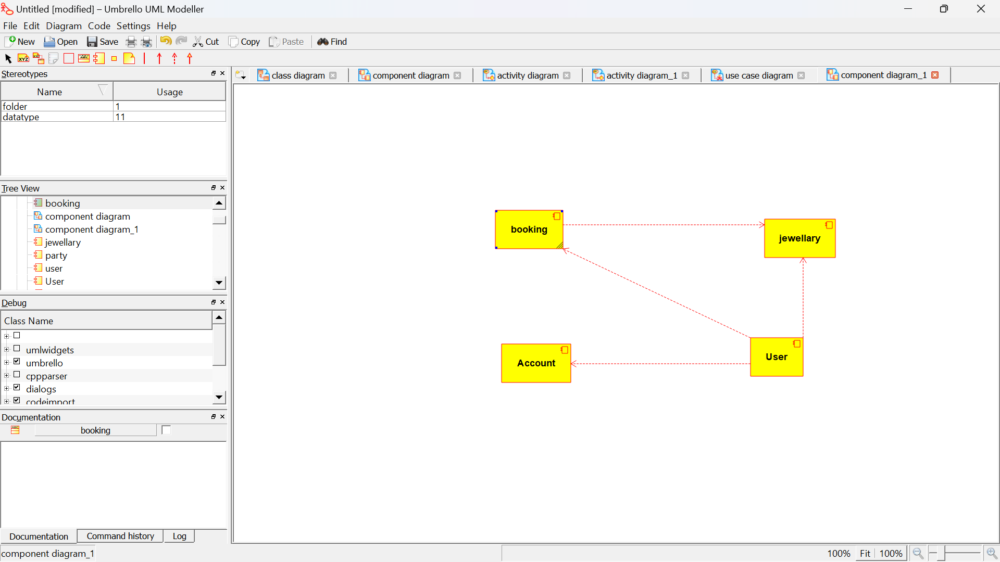 Untitled [modified] – Umbrello UML Modeller
File Edit Diagram Code Settings Help
New Open Save Cut Copy Paste Find
Stereotypes
Name Usage
folder 1
datatype 11
Tree View
booking
component diagram
component diagram_1
jewellary
party
user
User
Debug
Class Name
umlwidgets
umbrello
cppparser
dialogs
codeimport
Documentation
booking
Documentation Command history Log
component diagram_1
class diagram component diagram activity diagram activity diagram_1 use case diagram component diagram_1
booking
jewellary
Account
User
100% Fit 100%